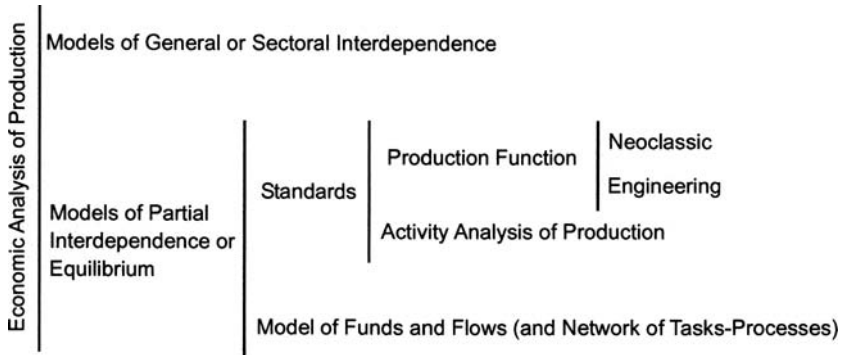 Economic Analysis of Production
Models of General or Sectoral Interdependence
Models of Partial
Interdependence or
Equilibrium
Standards
Production Function
Neoclassic
Engineering
Activity Analysis of Production
Model of Funds and Flows (and Network of Tasks-Processes)